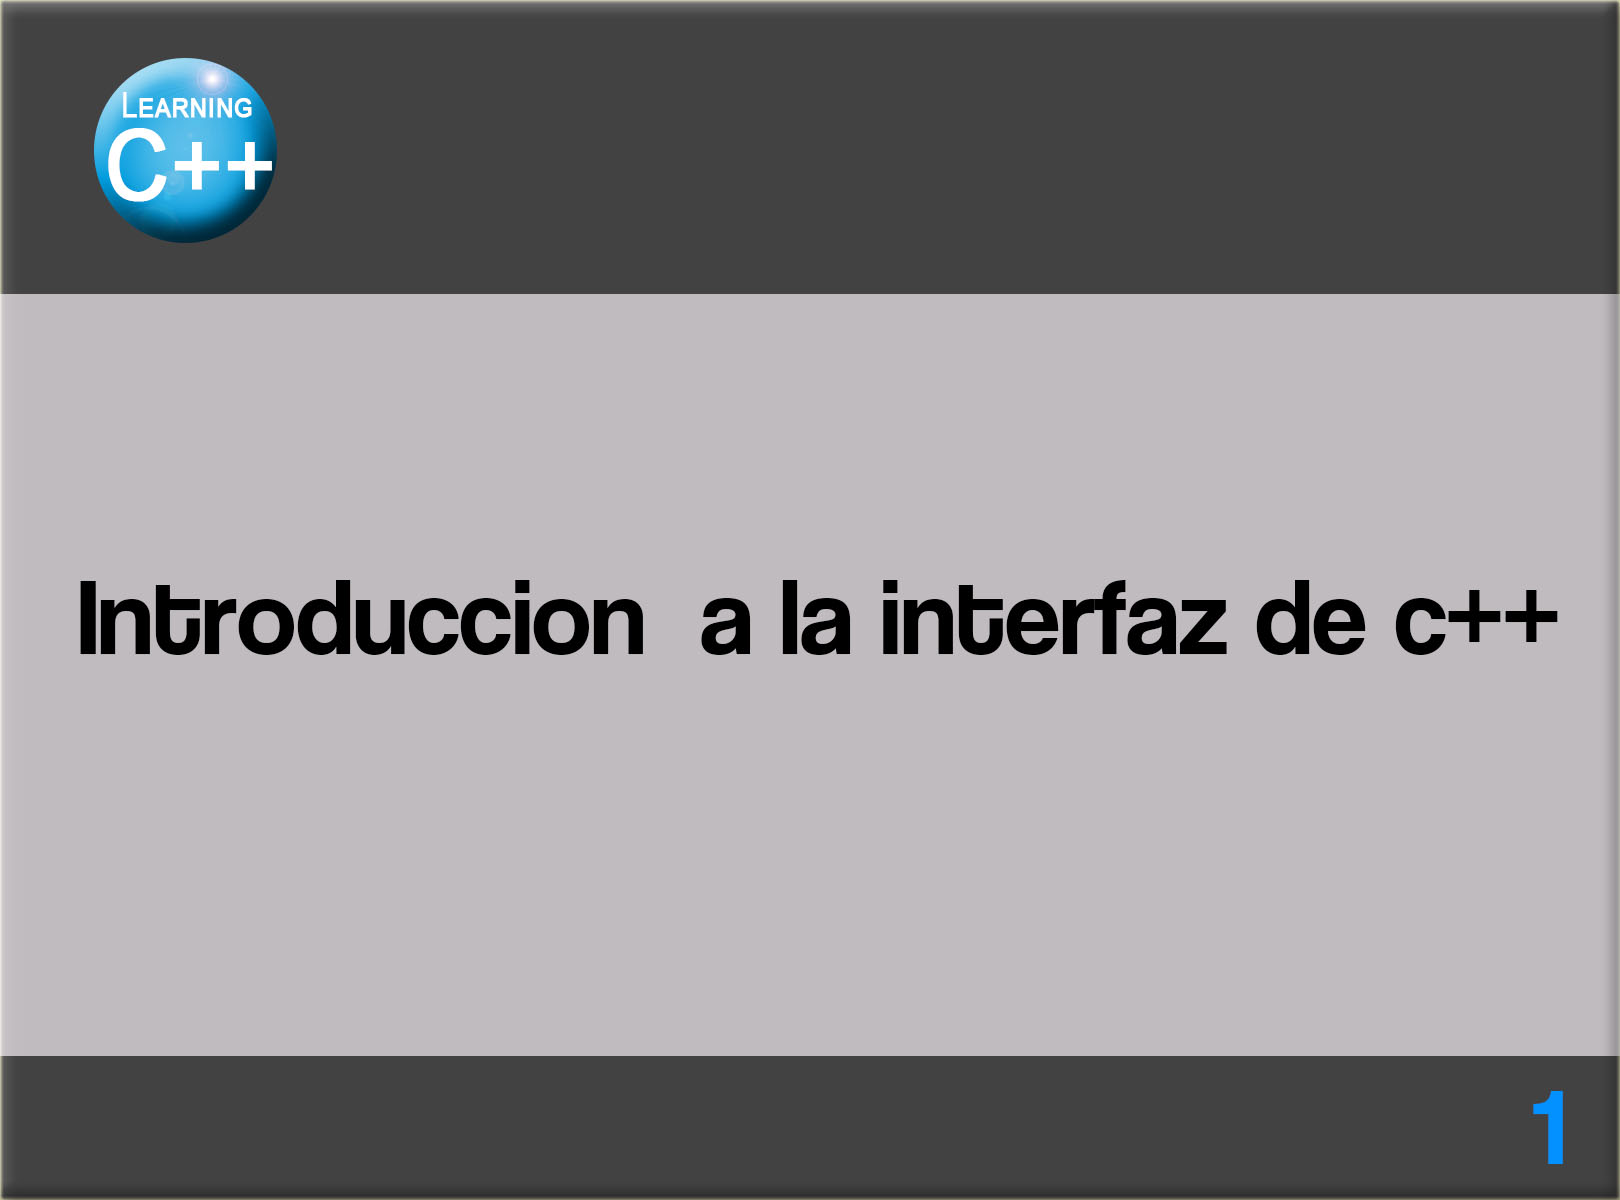 LEARNING
C++
Introduccion  a la interfaz de c++
1